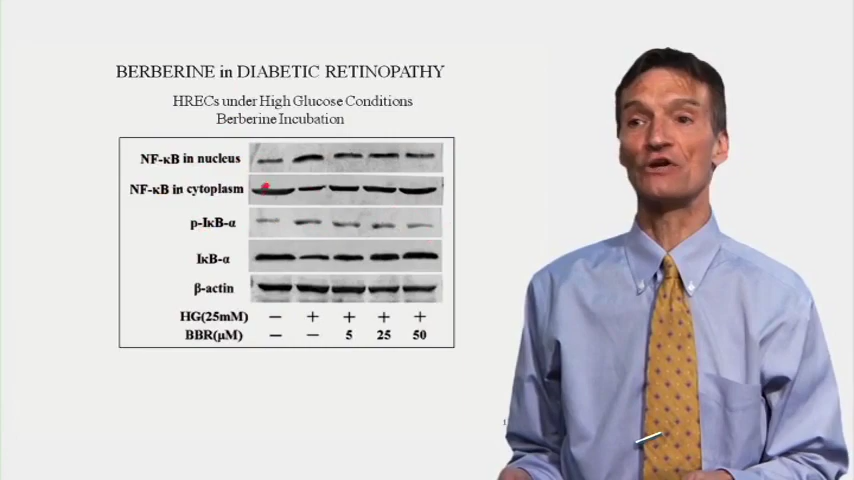 BERBERINE in DIABETIC RETINOPATHY
HRECs under High Glucose Conditions
Berberine Incubation
NF-κB in nucleus
NF-κB in cytoplasm
p-IκB-α
IκB-α
β-actin
HG(25mM) − + + + +
BBR(μM) − − 5 25 50
1